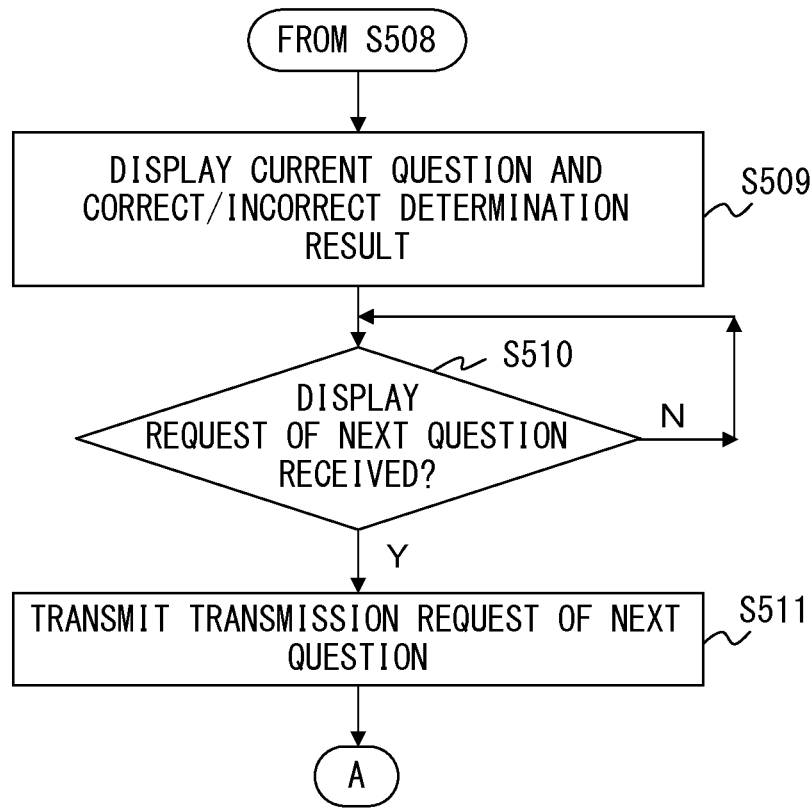 FROM S508
DISPLAY CURRENT QUESTION AND
CORRECT/INCORRECT DETERMINATION
RESULT
S509
S510
DISPLAY
REQUEST OF NEXT QUESTION
RECEIVED?
N
Y
TRANSMIT TRANSMISSION REQUEST OF NEXT
QUESTION
S511
A